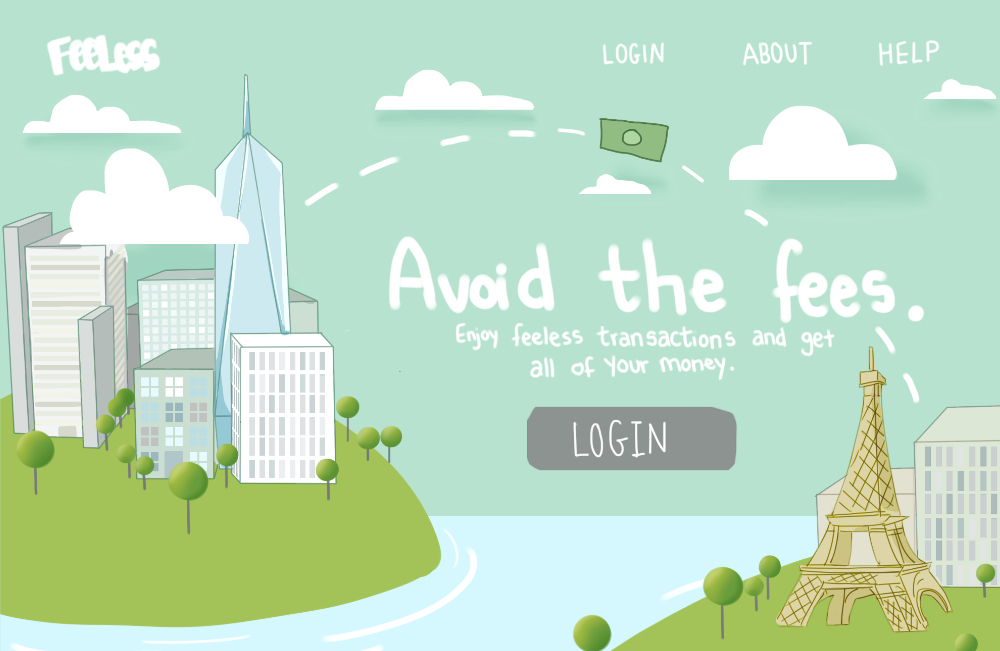 FeeLess
LOGIN ABOUT HELP
Avoid the fees.
Enjoy feeless transactions and get
all of your money.
LOGIN